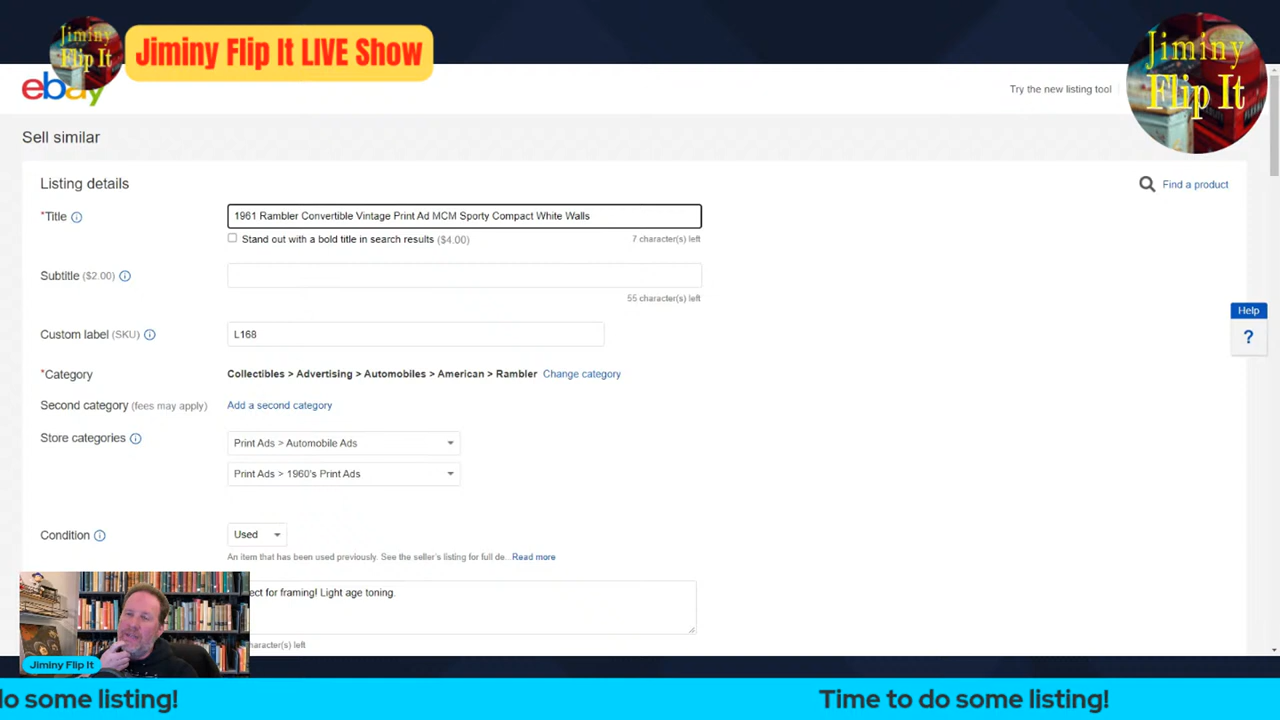 Jiminy
Flip It
Jiminy Flip It LIVE Show
Jiminy
Flip It
ebay
Try the new listing tool
Sell similar
Listing details
Find a product
*Title
1961 Rambler Convertible Vintage Print Ad MCM Sporty Compact White Walls
Stand out with a bold title in search results ($4.00)
7 character(s) left
Subtitle ($2.00)
55 character(s) left
Help
?
Custom label (SKU)
L168
*Category
Collectibles > Advertising > Automobiles > American > Rambler Change category
Second category (fees may apply)
Add a second category
Store categories
Print Ads > Automobile Ads
Print Ads > 1960's Print Ads
Condition
Used
An item that has been used previously. See the seller's listing for full de... Read more
ect for framing! Light age toning.
haracter(s) left
Jiminy Flip It
do some listing!
Time to do some listing!